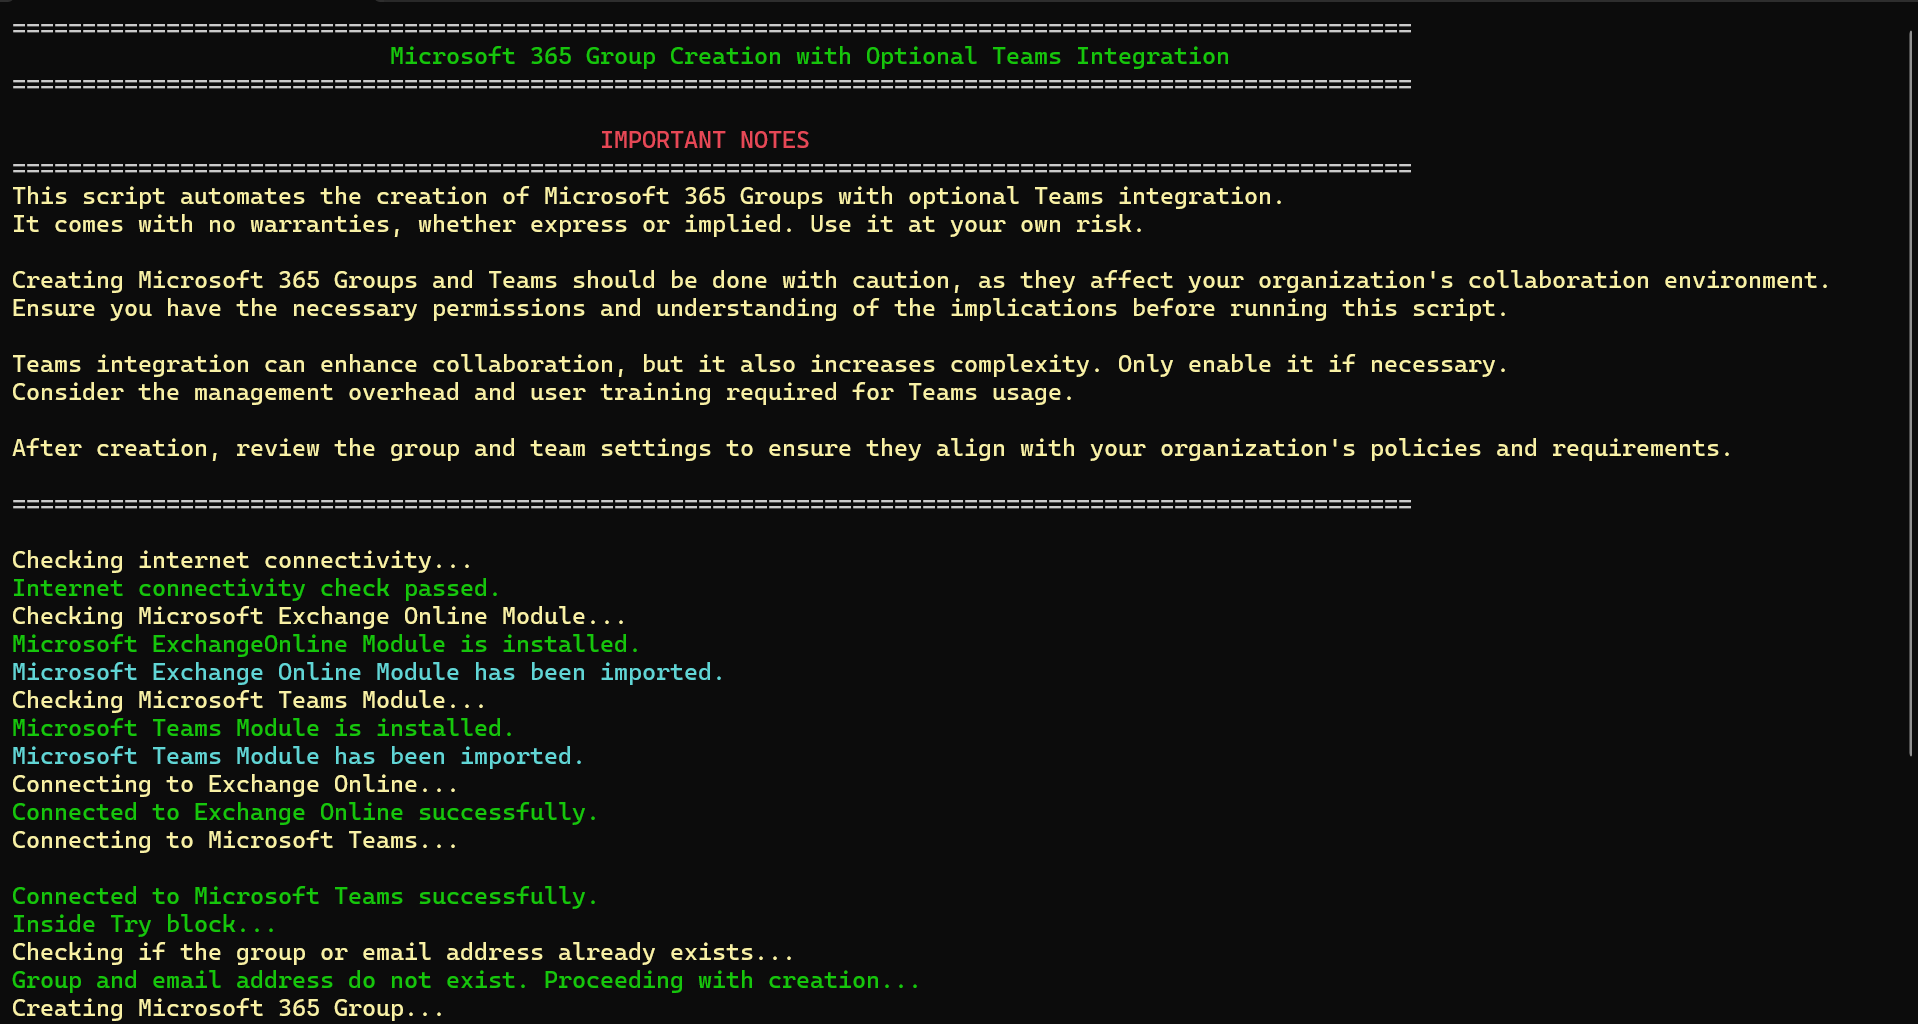 ====================================================================================================
Microsoft 365 Group Creation with Optional Teams Integration
====================================================================================================
IMPORTANT NOTES
====================================================================================================
This script automates the creation of Microsoft 365 Groups with optional Teams integration.
It comes with no warranties, whether express or implied. Use it at your own risk.
Creating Microsoft 365 Groups and Teams should be done with caution, as they affect your organization's collaboration environment.
Ensure you have the necessary permissions and understanding of the implications before running this script.
Teams integration can enhance collaboration, but it also increases complexity. Only enable it if necessary.
Consider the management overhead and user training required for Teams usage.
After creation, review the group and team settings to ensure they align with your organization's policies and requirements.
====================================================================================================
Checking internet connectivity...
Internet connectivity check passed.
Checking Microsoft Exchange Online Module...
Microsoft ExchangeOnline Module is installed.
Microsoft Exchange Online Module has been imported.
Checking Microsoft Teams Module...
Microsoft Teams Module is installed.
Microsoft Teams Module has been imported.
Connecting to Exchange Online...
Connected to Exchange Online successfully.
Connecting to Microsoft Teams...
Connected to Microsoft Teams successfully.
Inside Try block...
Checking if the group or email address already exists...
Group and email address do not exist. Proceeding with creation...
Creating Microsoft 365 Group...